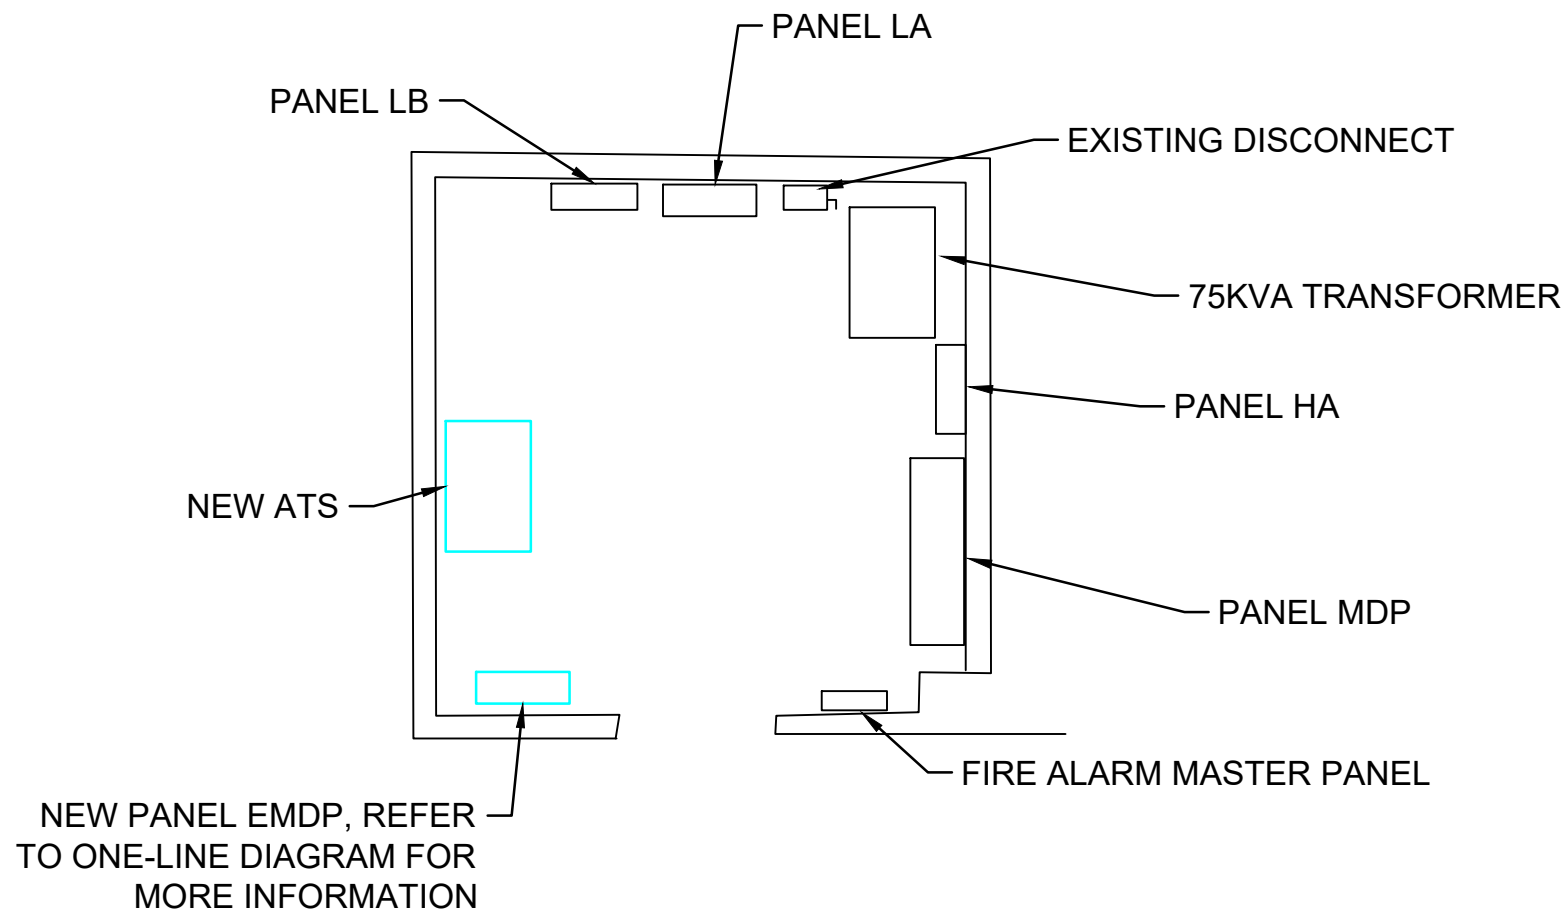 PANEL LA
PANEL LB
EXISTING DISCONNECT
75KVA TRANSFORMER
PANEL HA
NEW ATS
PANEL MDP
FIRE ALARM MASTER PANEL
NEW PANEL EMDP, REFER
TO ONE-LINE DIAGRAM FOR
MORE INFORMATION